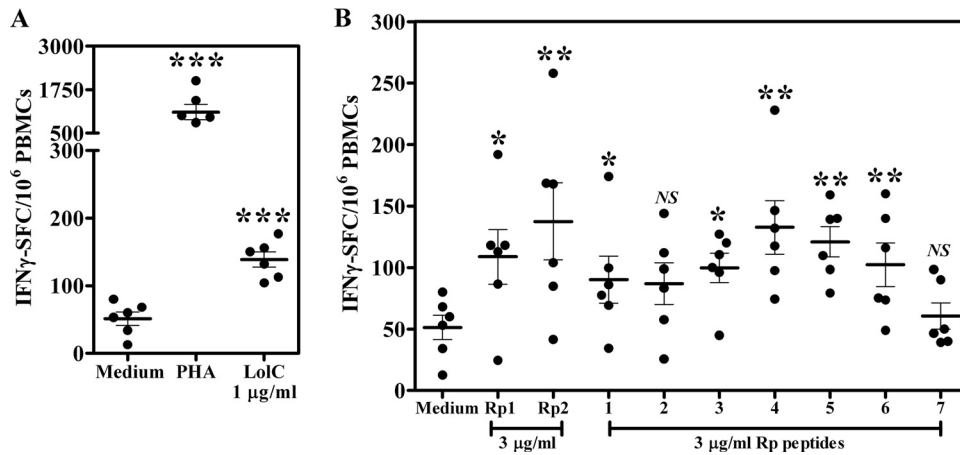 A
IFNγ-SFC/10⁶ PBMCs
3000
1750
500
300
200
100
0
***
***
Medium PHA LolC
1 µg/ml
B
IFNγ-SFC/10⁶ PBMCs
300
250
200
150
100
50
0
*
**
*
NS
*
**
**
**
NS
Medium Rp1 Rp2 1 2 3 4 5 6 7
3 µg/ml 3 µg/ml Rp peptides